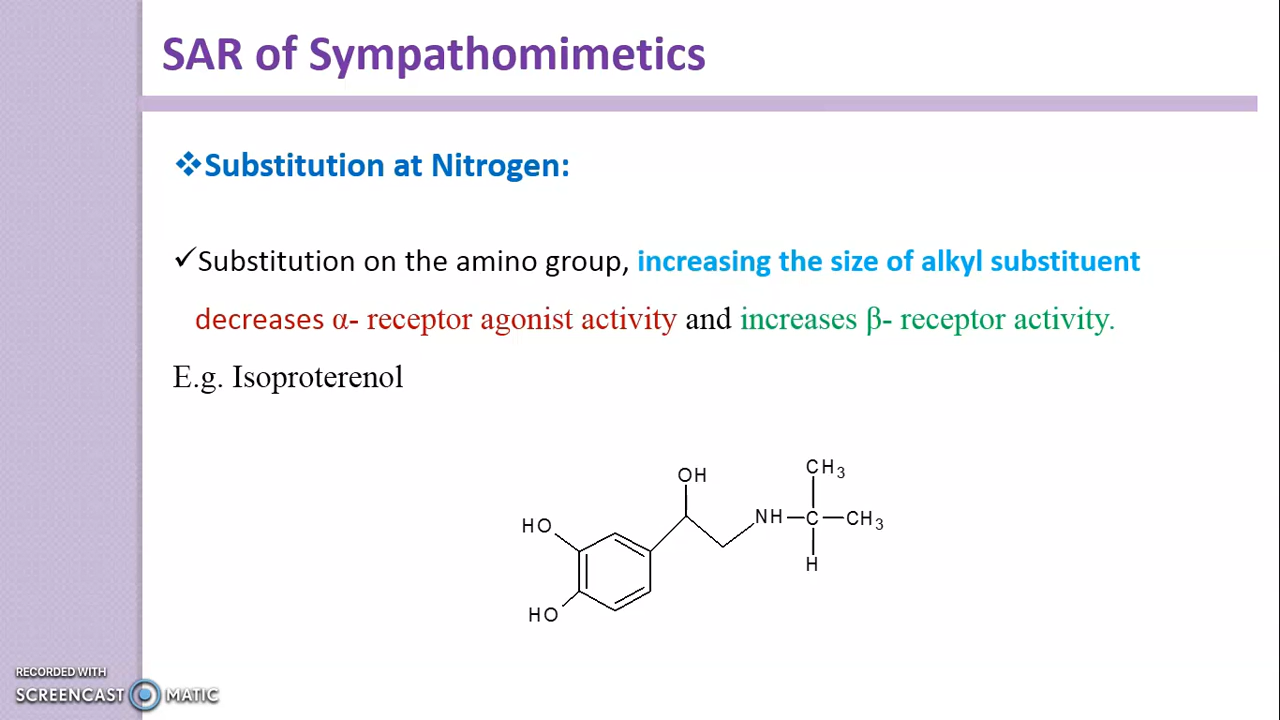 SAR of Sympathomimetics
❖Substitution at Nitrogen:
✓Substitution on the amino group, increasing the size of alkyl substituent
decreases α- receptor agonist activity and increases β- receptor activity.
E.g. Isoproterenol
CH3
OH
HO
NH
C
CH3
H
HO
RECORDED WITH
SCREENCAST MATIC